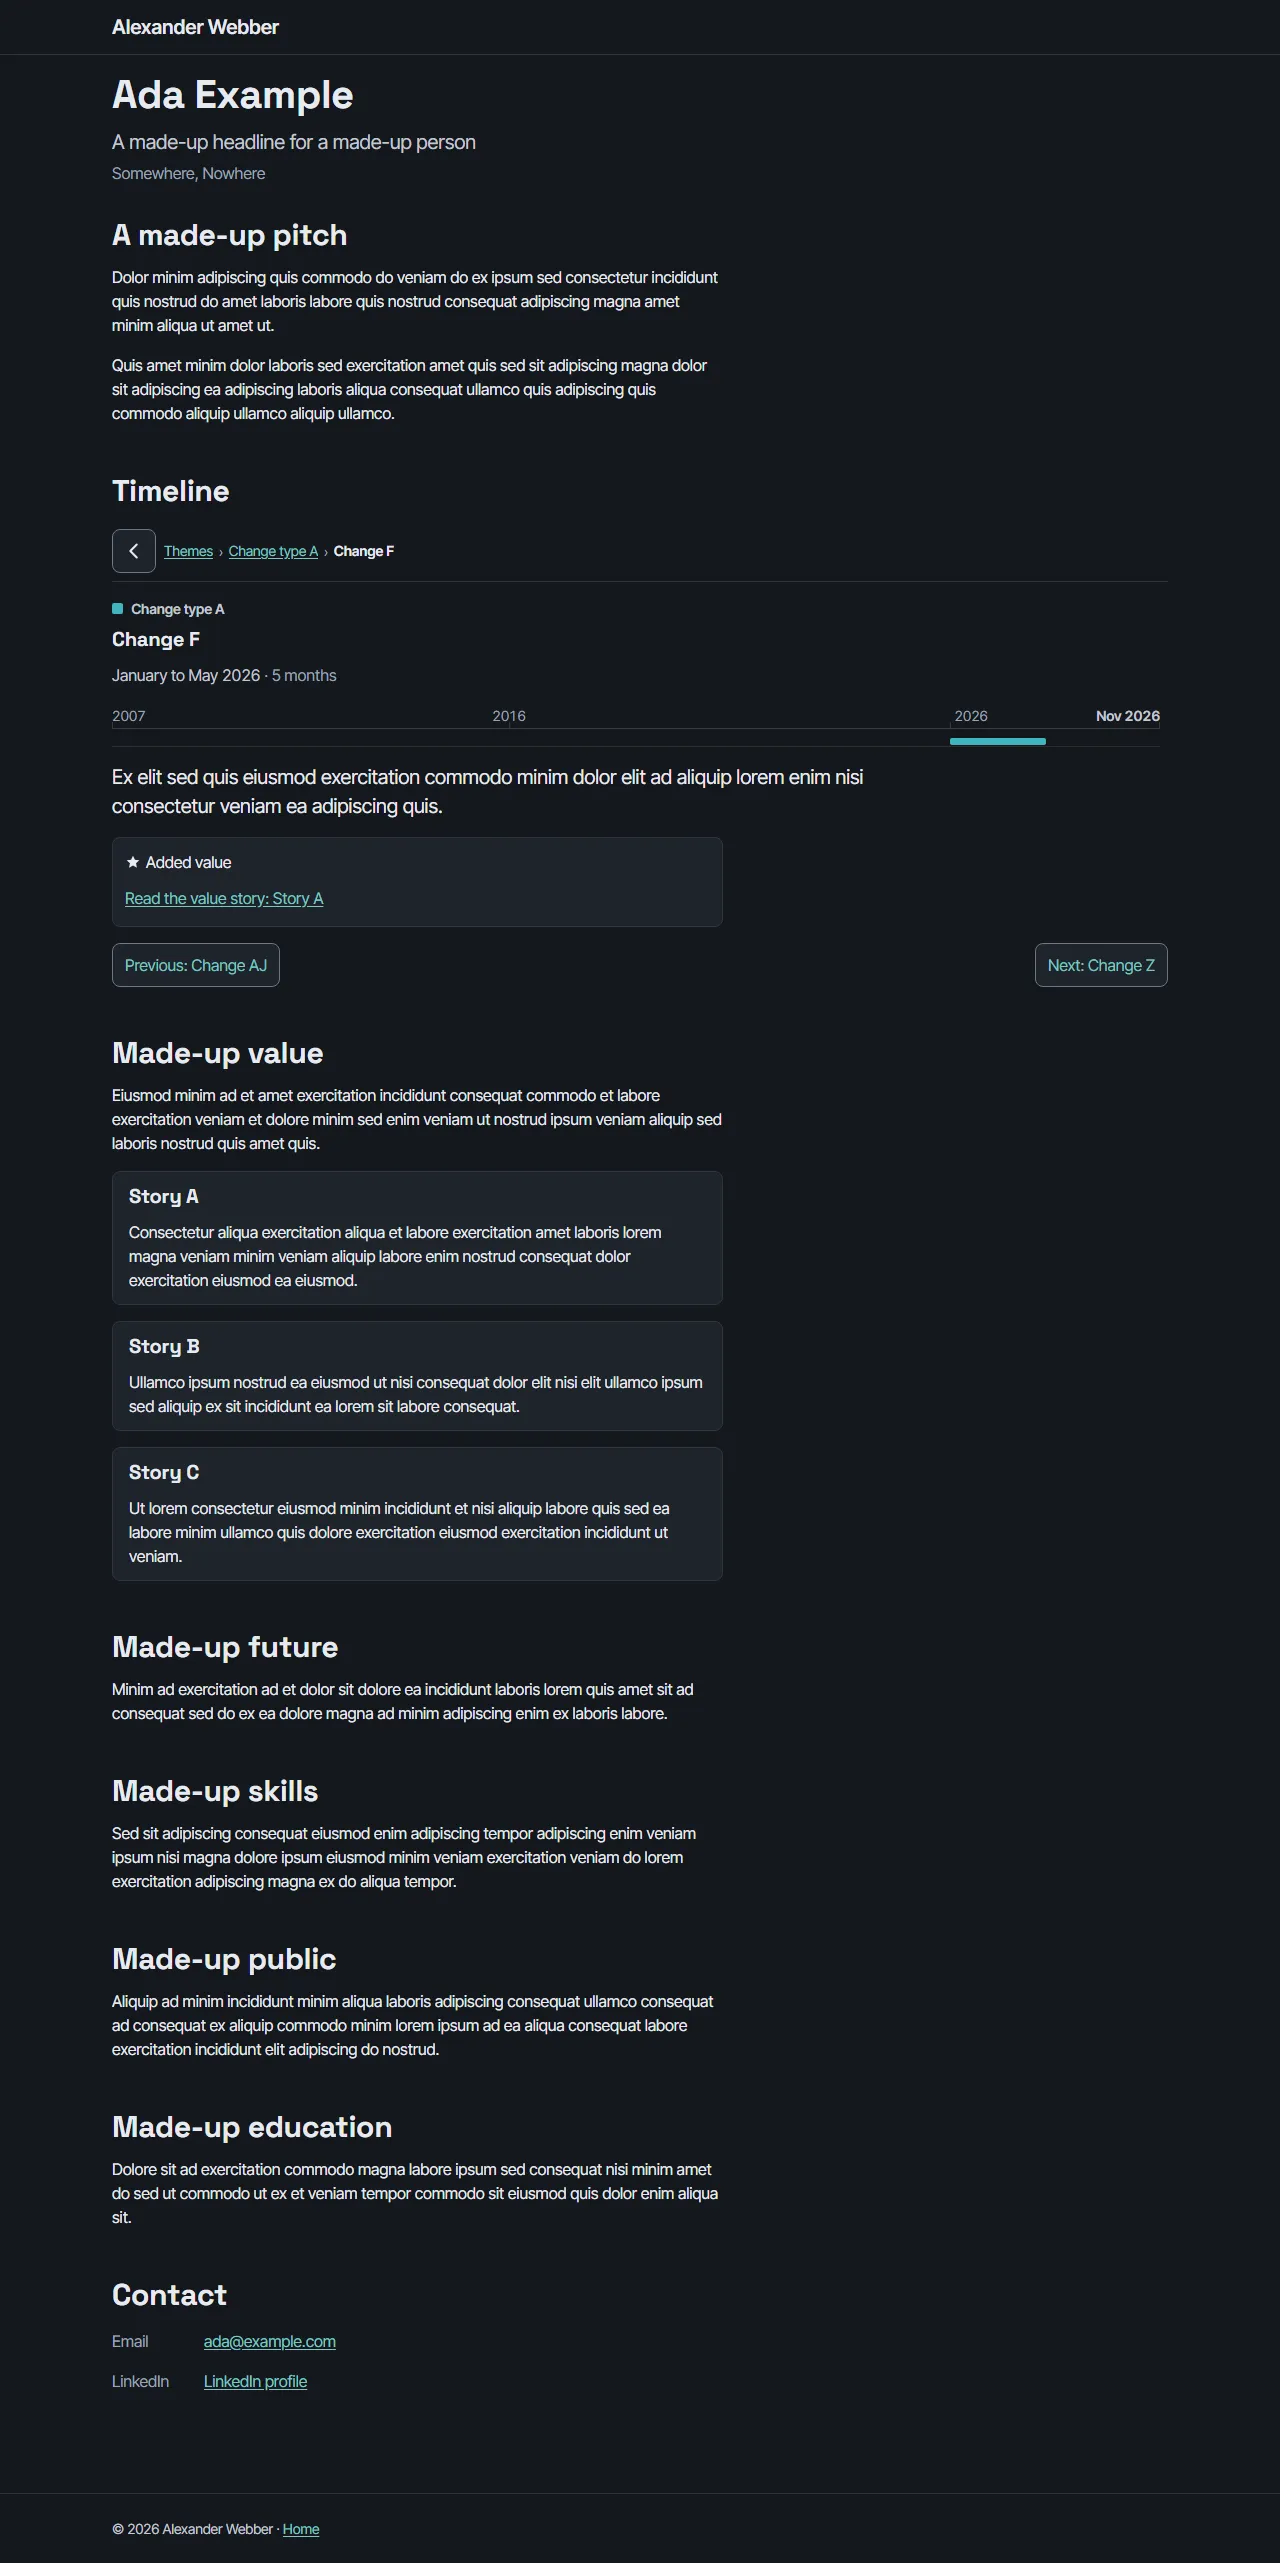 Alexander Webber
Ada Example
A made-up headline for a made-up person
Somewhere, Nowhere
A made-up pitch
Dolor minim adipiscing quis commodo do veniam do ex ipsum sed consectetur incididunt
quis nostrud do amet laboris labore quis nostrud consequat adipiscing magna amet
minim aliqua ut amet ut.
Quis amet minim dolor laboris sed exercitation amet quis sed sit adipiscing magna dolor
sit adipiscing ea adipiscing laboris aliqua consequat ullamco quis adipiscing quis
commodo aliquip ullamco aliquip ullamco.
Timeline
Themes › Change type A › Change F
Change type A
Change F
January to May 2026 · 5 months
2007 2016 2026 Nov 2026
Ex elit sed quis eiusmod exercitation commodo minim dolor elit ad aliquip lorem enim nisi
consectetur veniam ea adipiscing quis.
★ Added value
Read the value story: Story A
Previous: Change AJ Next: Change Z
Made-up value
Eiusmod minim ad et amet exercitation incididunt consequat commodo et labore
exercitation veniam et dolore minim sed enim veniam ut nostrud ipsum veniam aliquip sed
laboris nostrud quis amet quis.
Story A
Consectetur aliqua exercitation aliqua et labore exercitation amet laboris lorem
magna veniam minim veniam aliquip labore enim nostrud consequat dolor
exercitation eiusmod ea eiusmod.
Story B
Ullamco ipsum nostrud ea eiusmod ut nisi consequat dolor elit nisi elit ullamco ipsum
sed aliquip ex sit incididunt ea lorem sit labore consequat.
Story C
Ut lorem consectetur eiusmod minim incididunt et nisi aliquip labore quis sed ea
labore minim ullamco quis dolore exercitation eiusmod exercitation incididunt ut
veniam.
Made-up future
Minim ad exercitation ad et dolor sit dolore ea incididunt laboris lorem quis amet sit ad
consequat sed do ex ea dolore magna ad minim adipiscing enim ex laboris labore.
Made-up skills
Sed sit adipiscing consequat eiusmod enim adipiscing tempor adipiscing enim veniam
ipsum nisi magna dolore ipsum eiusmod minim veniam exercitation veniam do lorem
exercitation adipiscing magna ex do aliqua tempor.
Made-up public
Aliquip ad minim incididunt minim aliqua laboris adipiscing consequat ullamco consequat
ad consequat ex aliquip commodo minim lorem ipsum ad ea aliqua consequat labore
exercitation incididunt elit adipiscing do nostrud.
Made-up education
Dolore sit ad exercitation commodo magna labore ipsum sed consequat nisi minim amet
do sed ut commodo ut ex et veniam tempor commodo sit eiusmod quis dolor enim aliqua
sit.
Contact
Email ada@example.com
LinkedIn LinkedIn profile
© 2026 Alexander Webber · Home